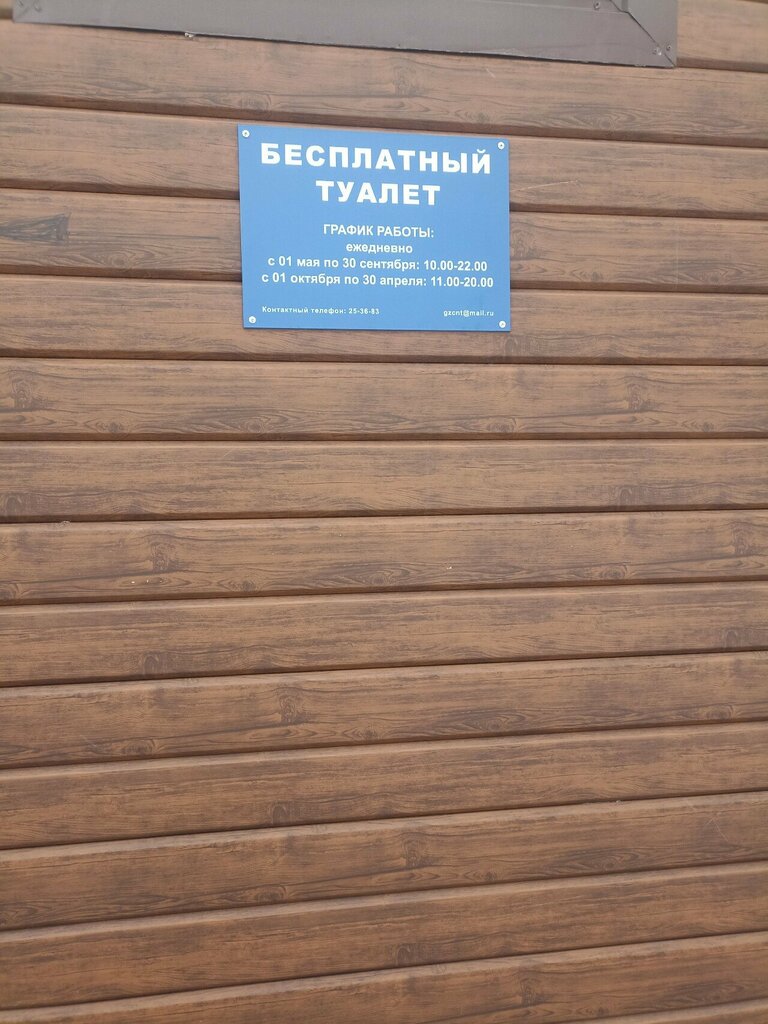 БЕСПЛАТНЫЙ
ТУАЛЕТ
ГРАФИК РАБОТЫ:
ежедневно
с 01 мая по 30 сентября: 10.00-22.00
с 01 октября по 30 апреля: 11.00-20.00
Контактный телефон: 25-36-83 gzcnt@mail.ru